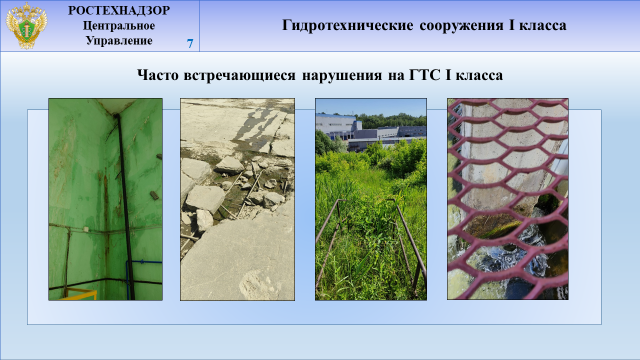 РОСТЕХНАДЗОР
Центральное
Управление
7
Гидротехнические сооружения I класса
Часто встречающиеся нарушения на ГТС I класса